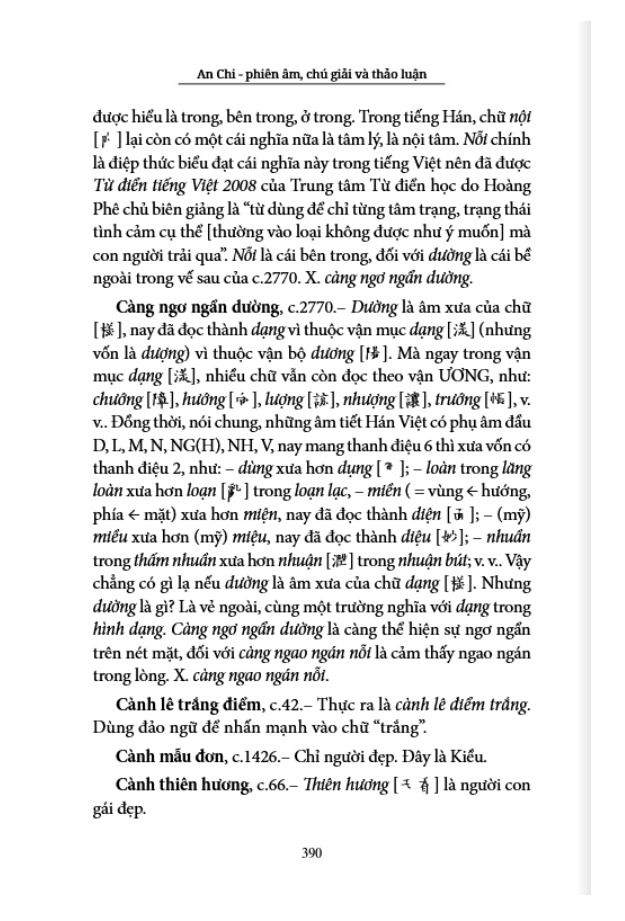 An Chi - phiên âm, chú giải và thảo luận
được hiểu là trong, bên trong, ở trong. Trong tiếng Hán, chữ nội
[ ] lại còn có một cái nghĩa nữa là tâm lý, là nội tâm. Nỗi chính
là điệp thức biểu đạt cái nghĩa này trong tiếng Việt nên đã được
Từ điển tiếng Việt 2008 của Trung tâm Từ điển học do Hoàng
Phê chủ biên giảng là “từ dùng để chỉ từng tâm trạng, trạng thái
tình cảm cụ thể [thường vào loại không được như ý muốn] mà
con người trải qua”. Nỗi là cái bên trong, đối với dường là cái bề
ngoài trong vế sau của c.2770. X. càng ngơ ngẩn dường.
Càng ngơ ngẩn dường, c.2770.– Dường là âm xưa của chữ
[樣], nay đã đọc thành dạng vì thuộc vận mục dạng [漾] (nhưng
vốn là dượng) vì thuộc vận bộ dương [陽]. Mà ngay trong vận
mục dạng [漾], nhiều chữ vẫn còn đọc theo vận ƯƠNG, như:
chướng [障], hướng [向], lượng [諒], nhượng [讓], trướng [帳], v.
v.. Đồng thời, nói chung, những âm tiết Hán Việt có phụ âm đầu
D, L, M, N, NG(H), NH, V, nay mang thanh điệu 6 thì xưa vốn có
thanh điệu 2, như: – dùng xưa hơn dụng [ ]; – loàn trong lăng
loàn xưa hơn loạn [亂] trong loạn lạc, – miền ( = vùng ← hướng,
phía ← mặt) xưa hơn miện, nay đã đọc thành diện [ ]; – (mỹ)
miều xưa hơn (mỹ) miệu, nay đã đọc thành diệu [妙]; – nhuần
trong thấm nhuần xưa hơn nhuận [潤] trong nhuận bút; v. v.. Vậy
chẳng có gì lạ nếu dường là âm xưa của chữ dạng [樣]. Nhưng
dường là gì? Là vẻ ngoài, cùng một trường nghĩa với dạng trong
hình dạng. Càng ngơ ngẩn dường là càng thể hiện sự ngơ ngẩn
trên nét mặt, đối với càng ngao ngán nỗi là cảm thấy ngao ngán
trong lòng. X. càng ngao ngán nỗi.
Cành lê trắng điểm, c.42.– Thực ra là cành lê điểm trắng.
Dùng đảo ngữ để nhấn mạnh vào chữ “trắng”.
Cành mẫu đơn, c.1426.– Chỉ người đẹp. Đây là Kiều.
Cành thiên hương, c.66.– Thiên hương [ ] là người con
gái đẹp.
390